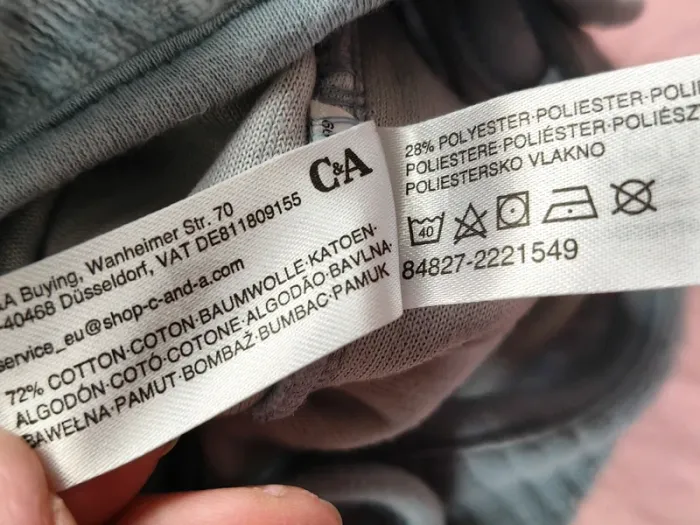 C&A
Buying, Wanheimer Str. 70
-40468 Düsseldorf, VAT DE811809155
service_eu@shop-c-and-a.com
72% COTTON·COTON·BAUMWOLLE·KATOEN·
ALGODÓN·COTÓ·COTONE·ALGODÃO·BAVLNA·
BAWEŁNA·PAMUT·BOMBAŽ·BUMBAC·PAMUK
28% POLYESTER·POLIESTER·POLI
POLIESTERE·POLIÉSTER·POLIÉSZ
POLIESTERSKO VLAKNO
40
84827-2221549